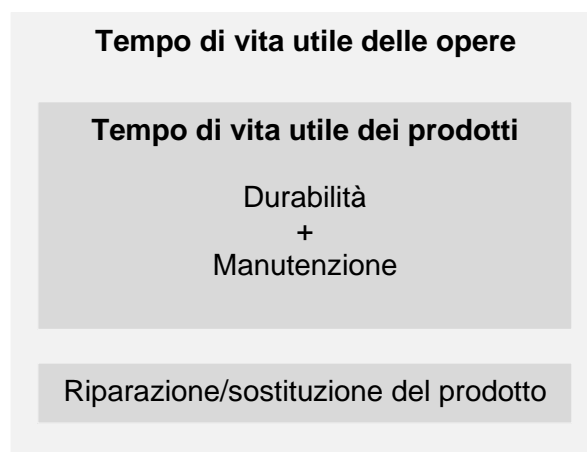 Tempo di vita utile delle opere
Tempo di vita utile dei prodotti
Durabilità
+
Manutenzione
Riparazione/sostituzione del prodotto